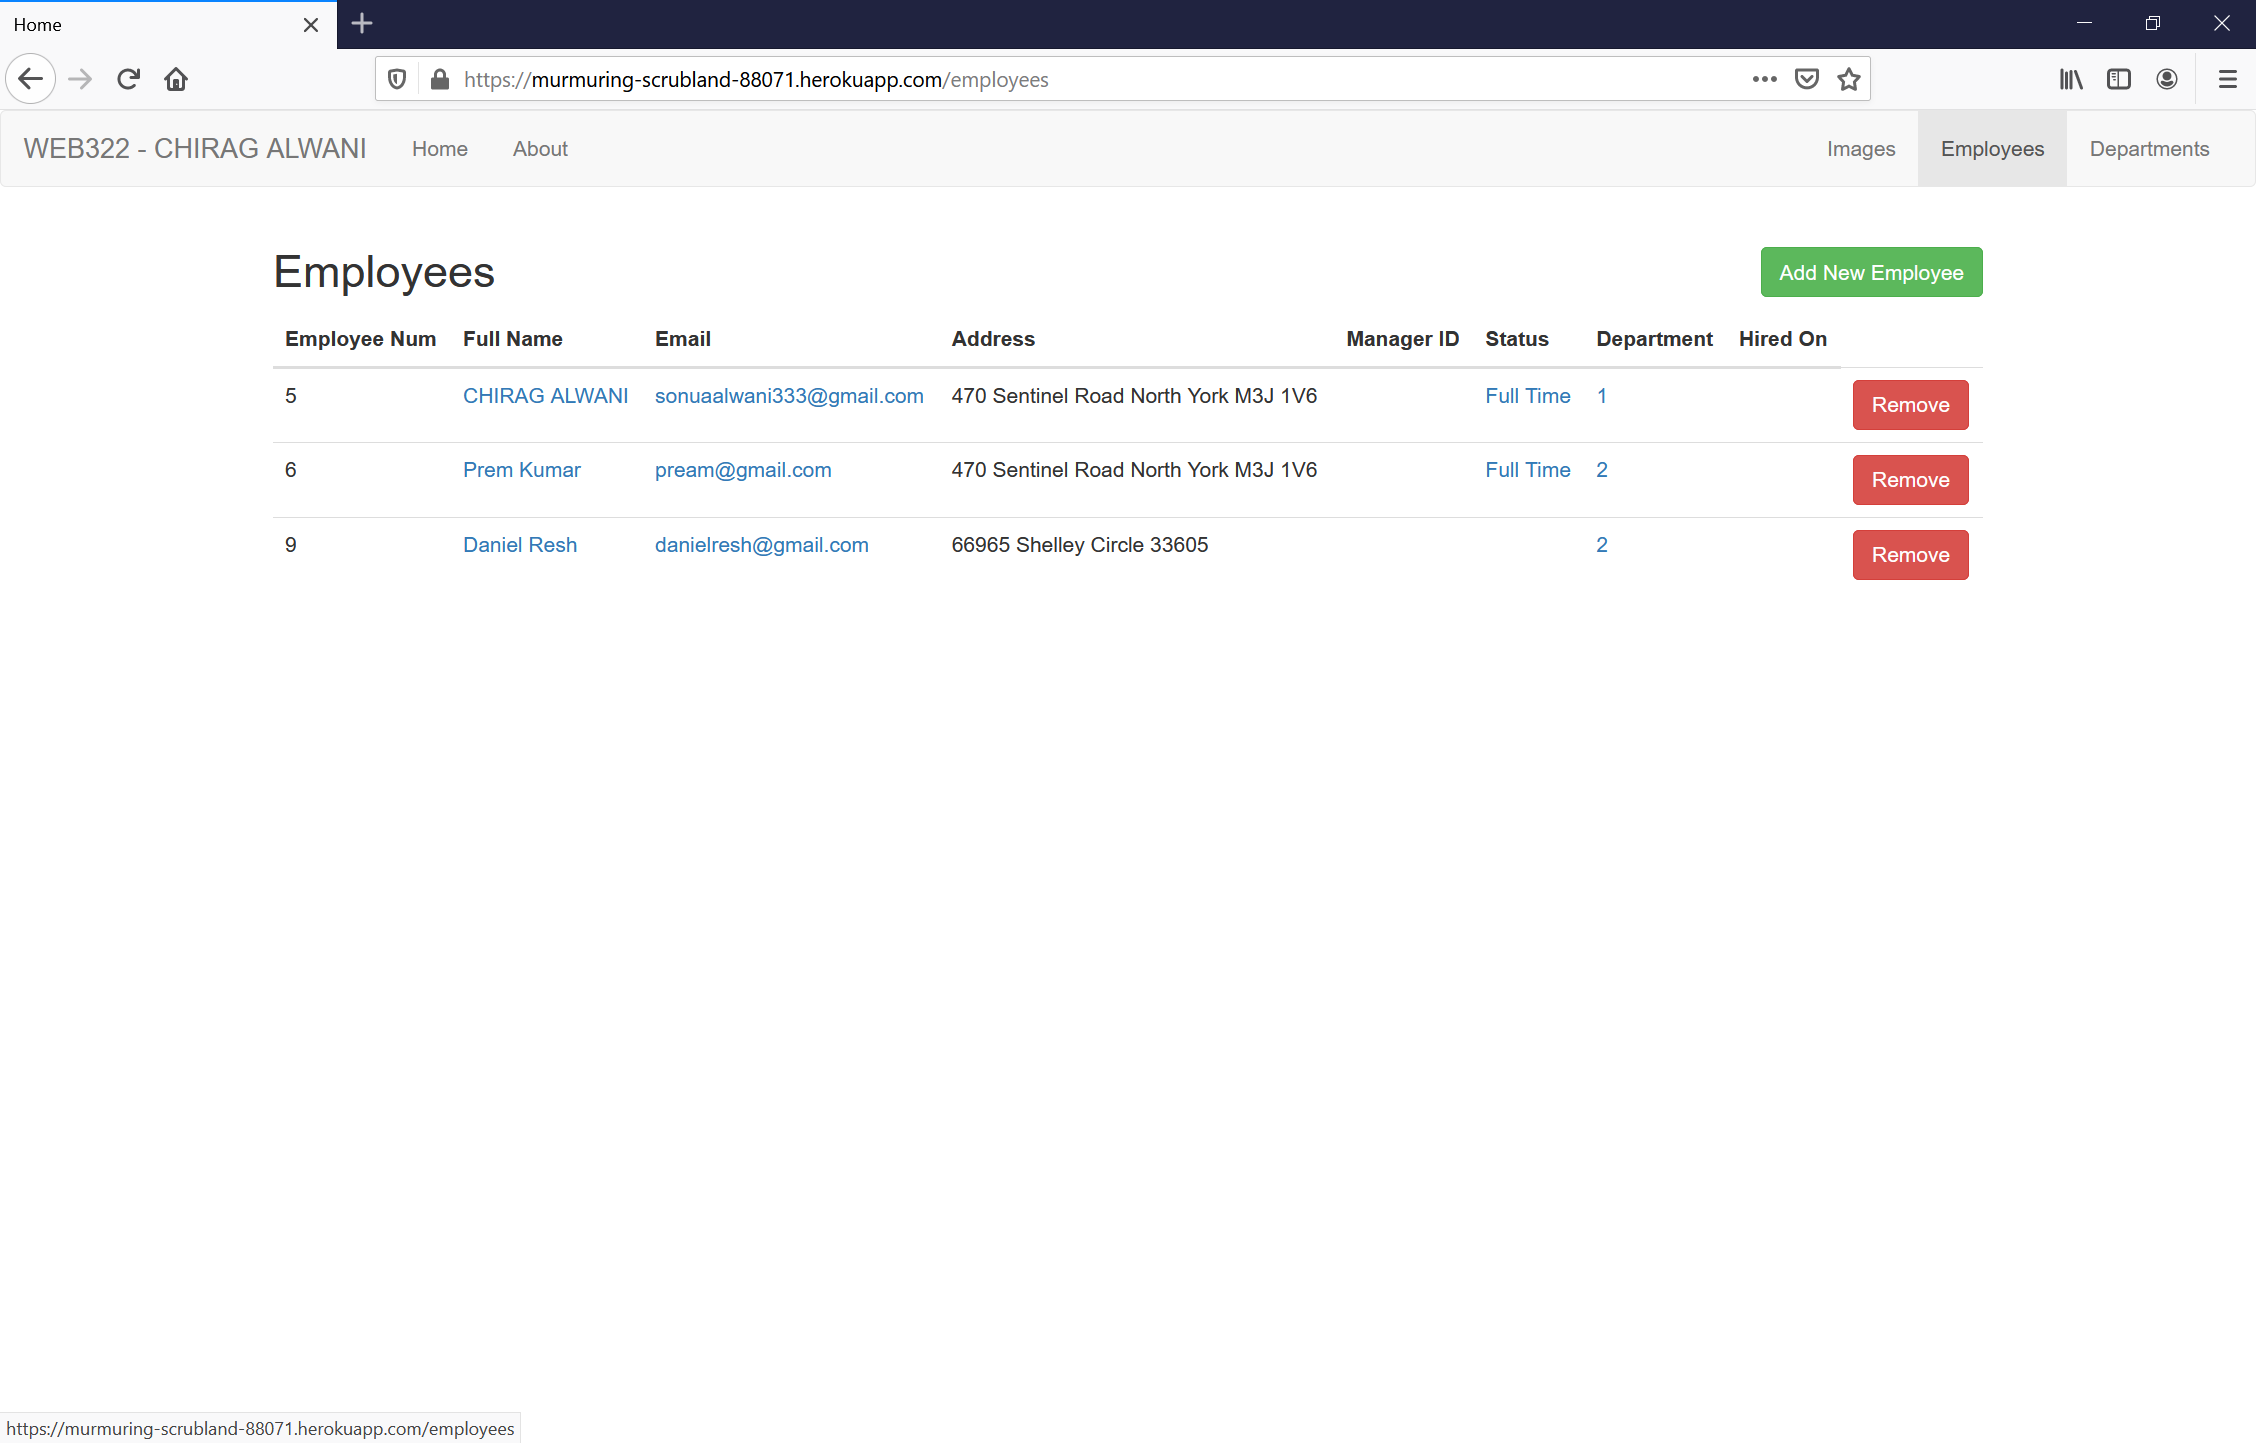 Home
https://murmuring-scrubland-88071.herokuapp.com/employees
WEB322 - CHIRAG ALWANI Home About Images Employees Departments
Employees Add New Employee
Employee Num Full Name Email Address Manager ID Status Department Hired On
5 CHIRAG ALWANI sonuaalwani333@gmail.com 470 Sentinel Road North York M3J 1V6 Full Time 1 Remove
6 Prem Kumar pream@gmail.com 470 Sentinel Road North York M3J 1V6 Full Time 2 Remove
9 Daniel Resh danielresh@gmail.com 66965 Shelley Circle 33605 2 Remove
https://murmuring-scrubland-88071.herokuapp.com/employees